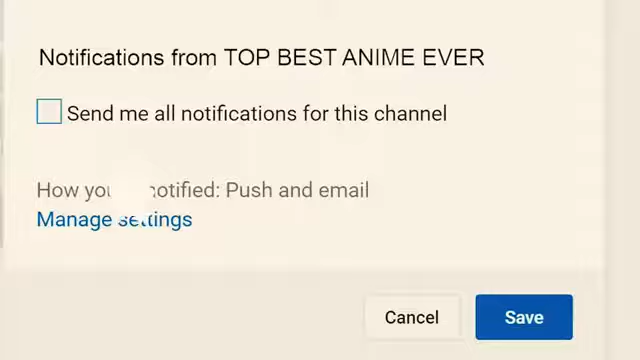 Notifications from TOP BEST ANIME EVER
Send me all notifications for this channel
How you notified: Push and email
Manage settings
Cancel
Save